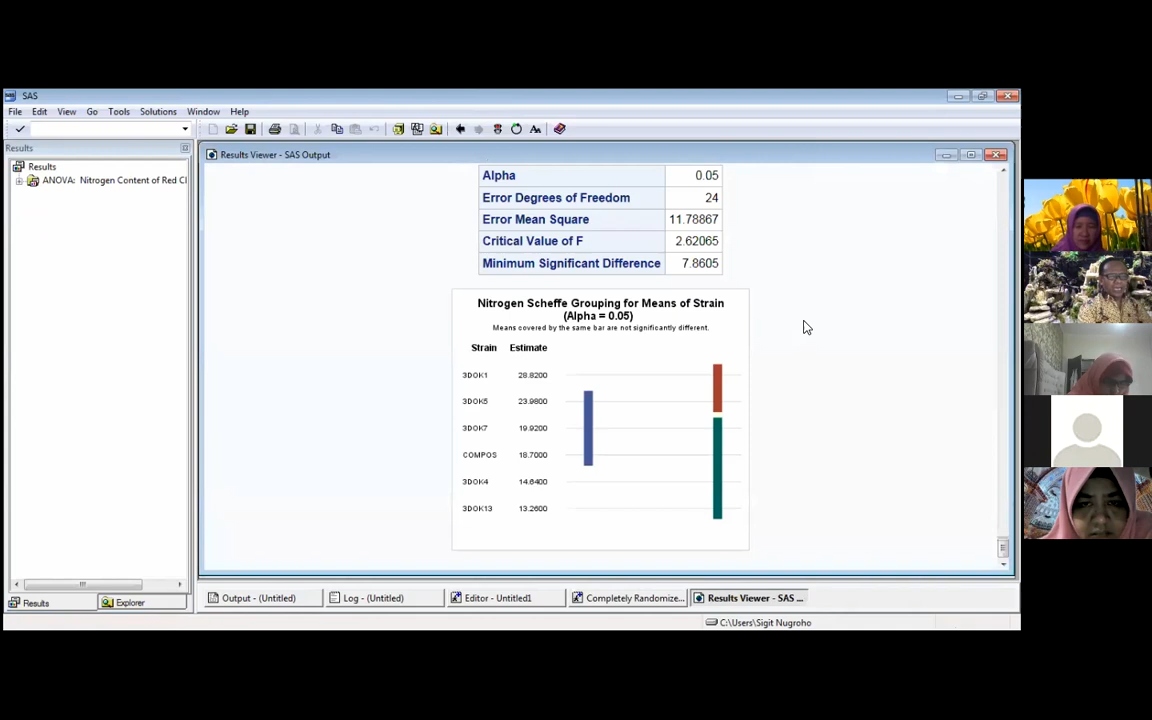 SAS
File Edit View Go Tools Solutions Window Help
Results
Results Viewer - SAS Output
Results
ANOVA: Nitrogen Content of Red Cl
Alpha 0.05
Error Degrees of Freedom 24
Error Mean Square 11.78867
Critical Value of F 2.62065
Minimum Significant Difference 7.8605
Nitrogen Scheffe Grouping for Means of Strain
(Alpha = 0.05)
Means covered by the same bar are not significantly different.
Strain Estimate
3DOK1 28.8200
3DOK5 23.9800
3DOK7 19.9200
COMPOS 18.7000
3DOK4 14.6400
3DOK13 13.2600
Results Explorer
Output - (Untitled) Log - (Untitled) Editor - Untitled1 Completely Randomize... Results Viewer - SAS ...
C:\Users\Sigit Nugroho